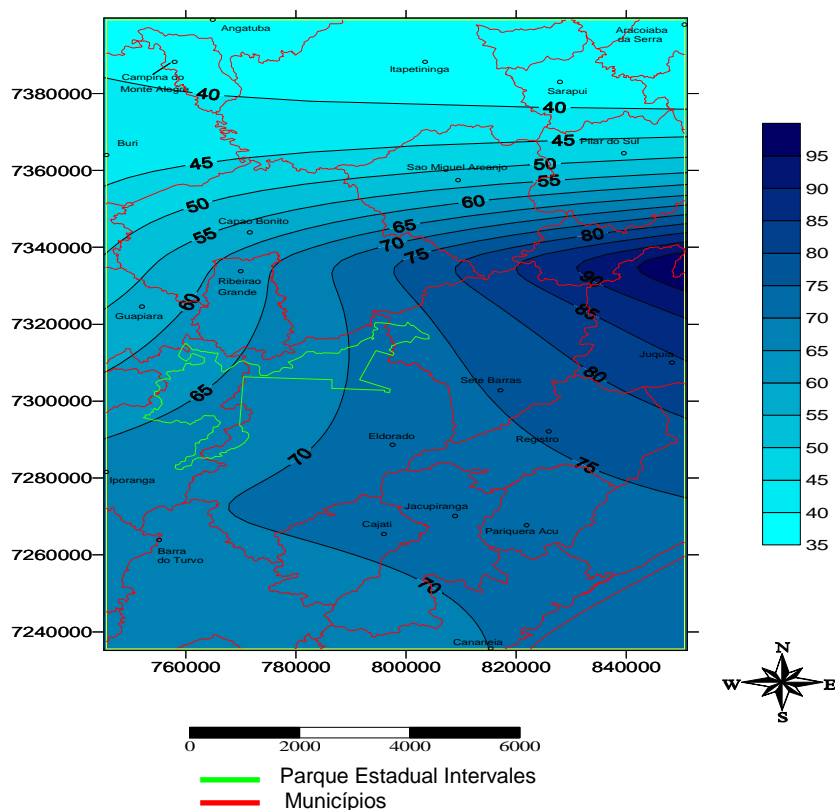 Angatuba
Aracoiaba
da Serra
Campina do
Monte Alegre
Itapetininga
Sarapui
7380000
40
40
45
Buri
Pilar do Sul
45
Sao Miguel Arcanjo
50
7360000
55
50
60
Capao Bonito
65
55
70
80
7340000
75
Ribeirao
Grande
90
60
Guapiara
85
7320000
Juquia
80
Sete Barras
65
7300000
Eldorado
Registro
70
75
7280000
Iporanga
Jacupiranga
Cajati
Pariquera Acu
7260000
Barra
do Turvo
70
7240000
Cananeia
760000 780000 800000 820000 840000
95
90
85
80
75
70
65
60
55
50
45
40
35
N
W E
S
0 2000 4000 6000
Parque Estadual Intervales
Municípios